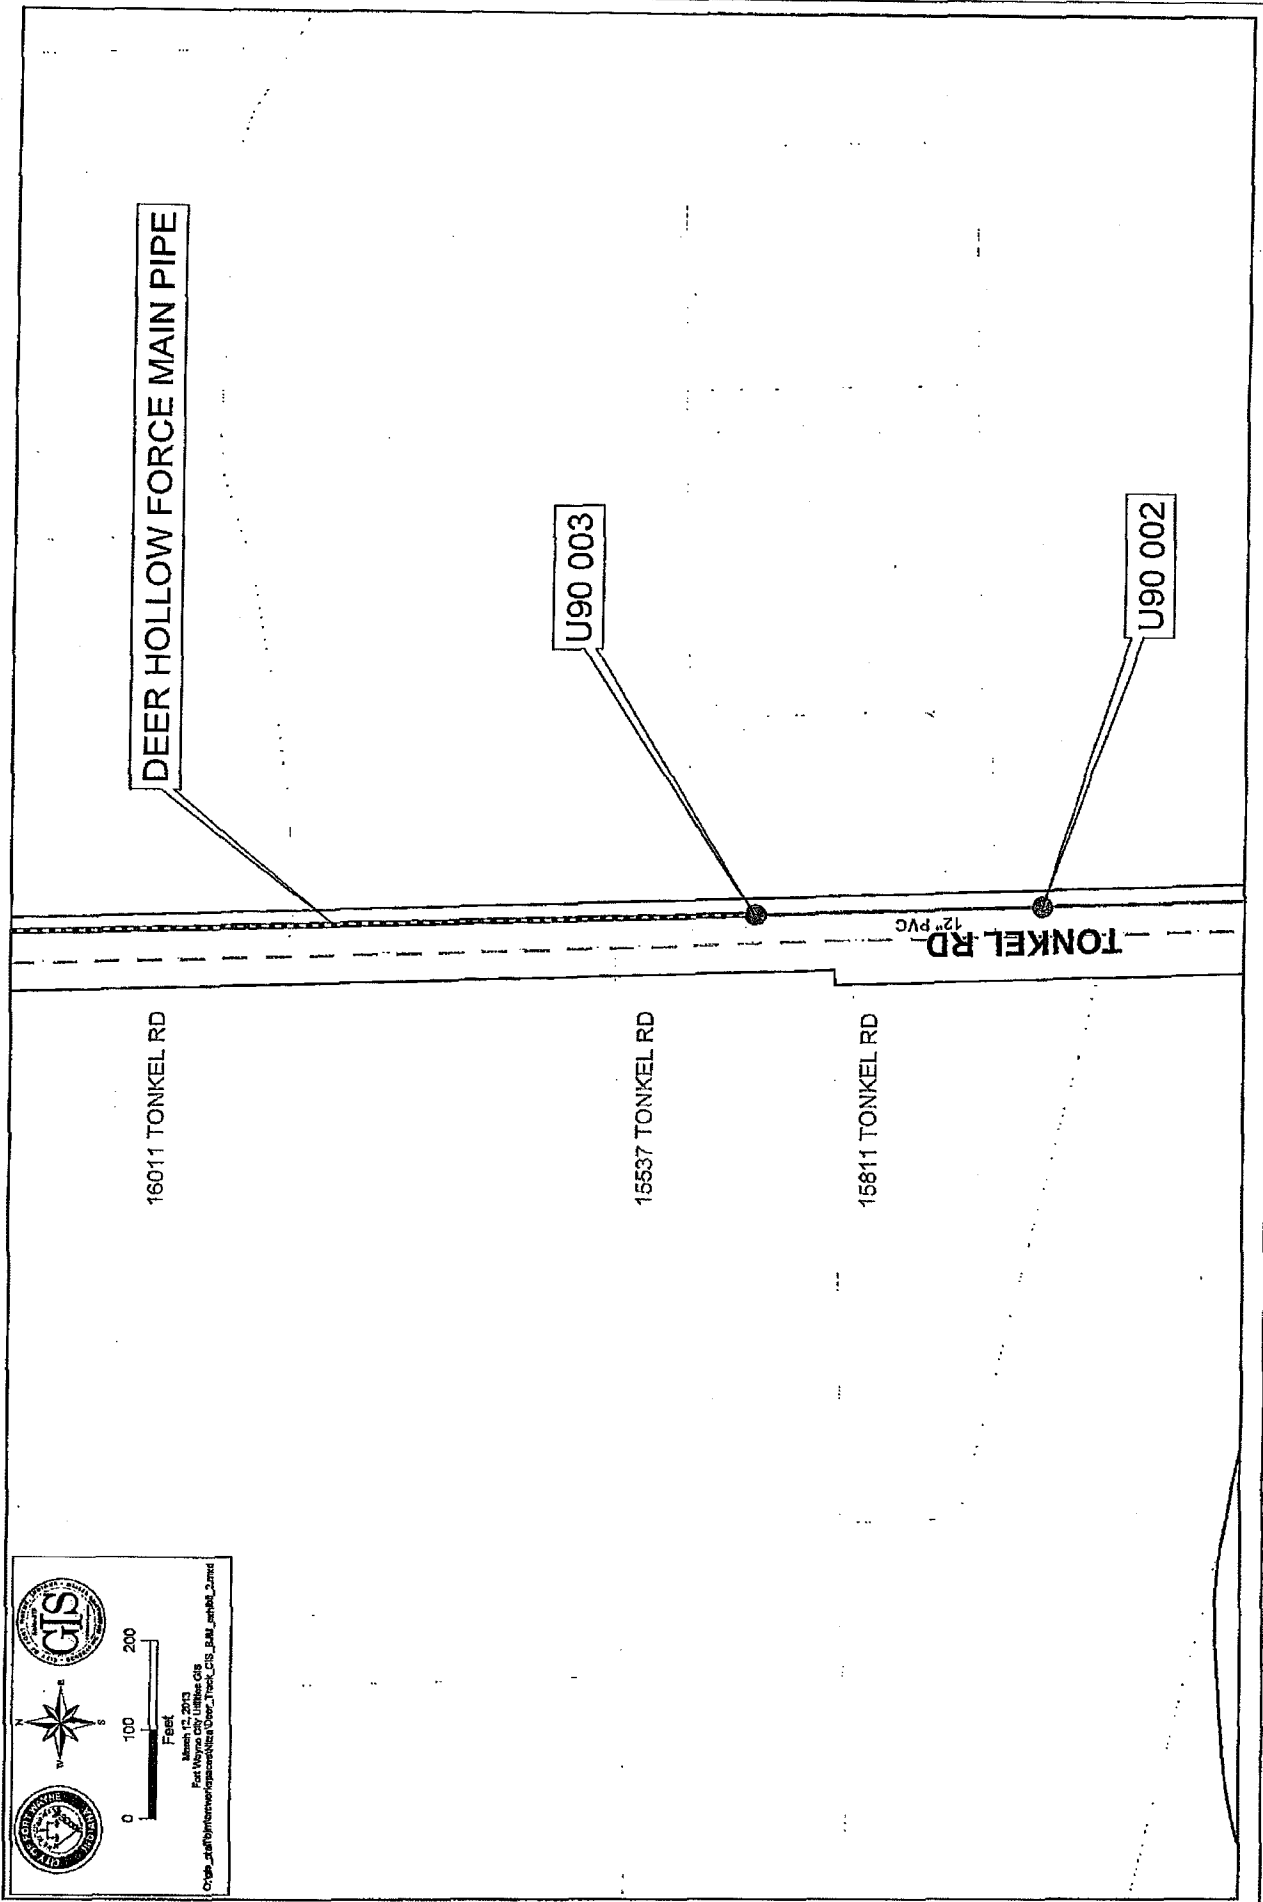 DEER HOLLOW FORCE MAIN PIPE
U90 003
U90 002
TONKEL RD
12" PVC
16011 TONKEL RD
15537 TONKEL RD
15811 TONKEL RD
GIS
N
W
E
S
0 100 200
Feet
March 12, 2013
Fort Wayne City Utilities GIS